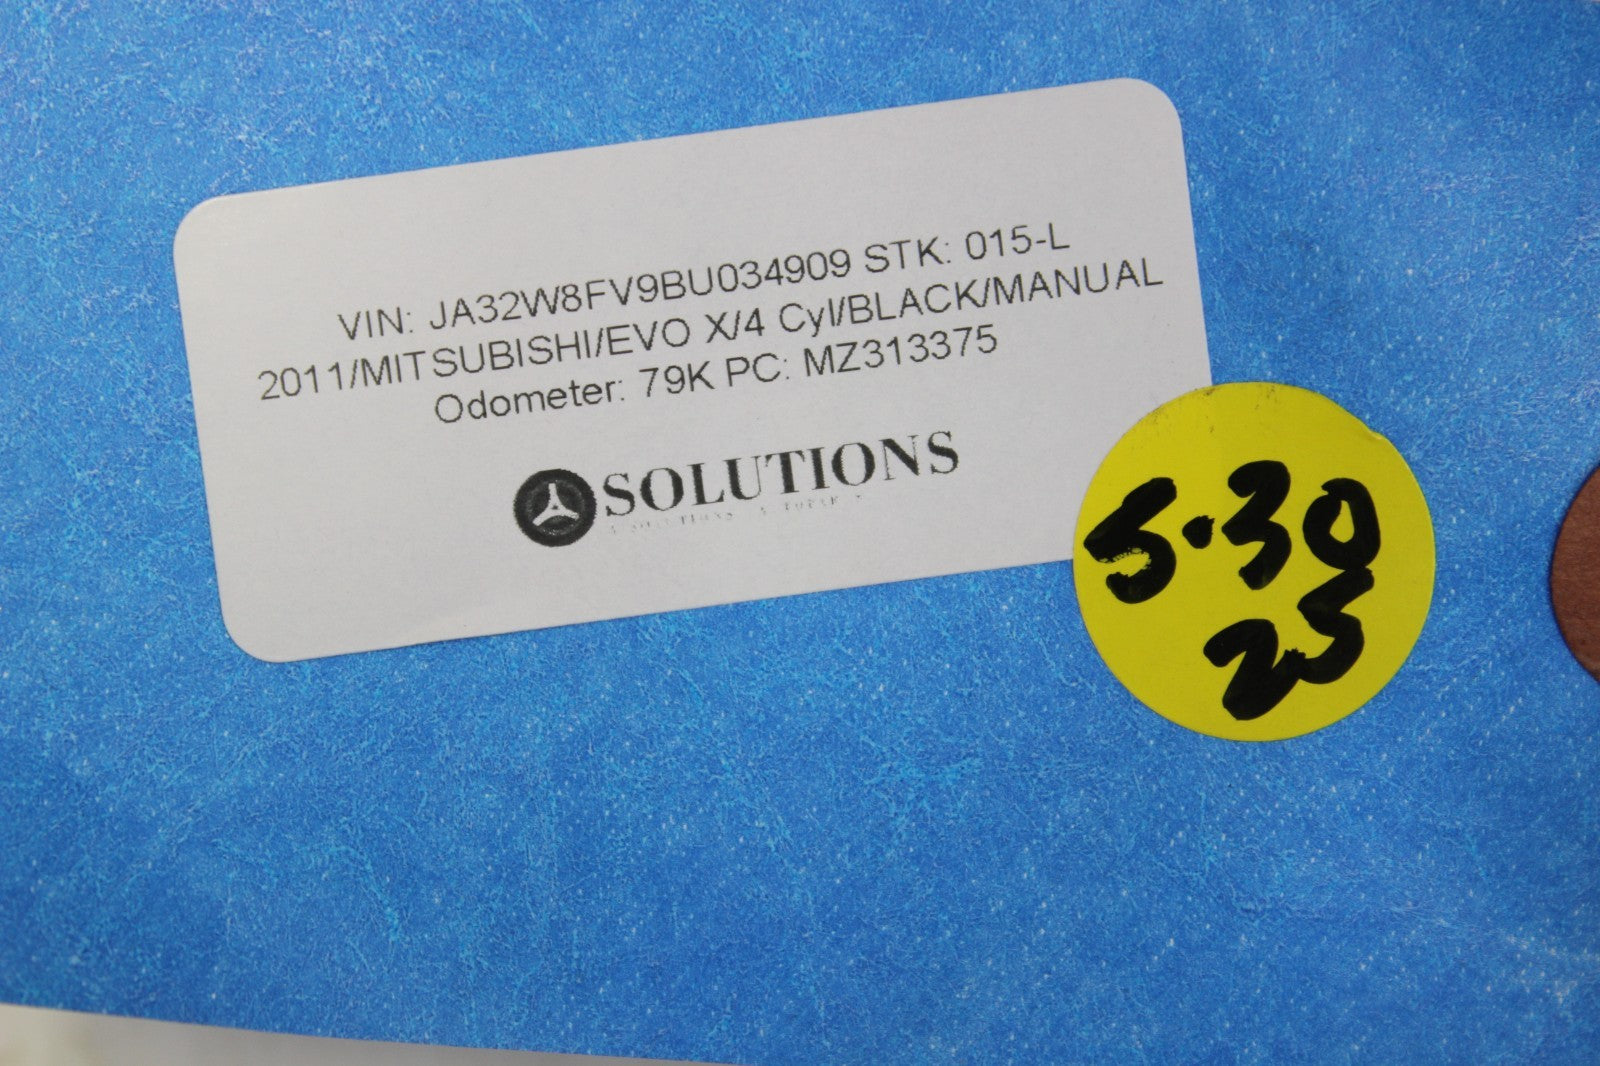 VIN: JA32W8FV9BU034909 STK: 015-L
2011/MITSUBISHI/EVO X/4 Cyl/BLACK/MANUAL
Odometer: 79K PC: MZ313375
SOLUTIONS
5.30
25